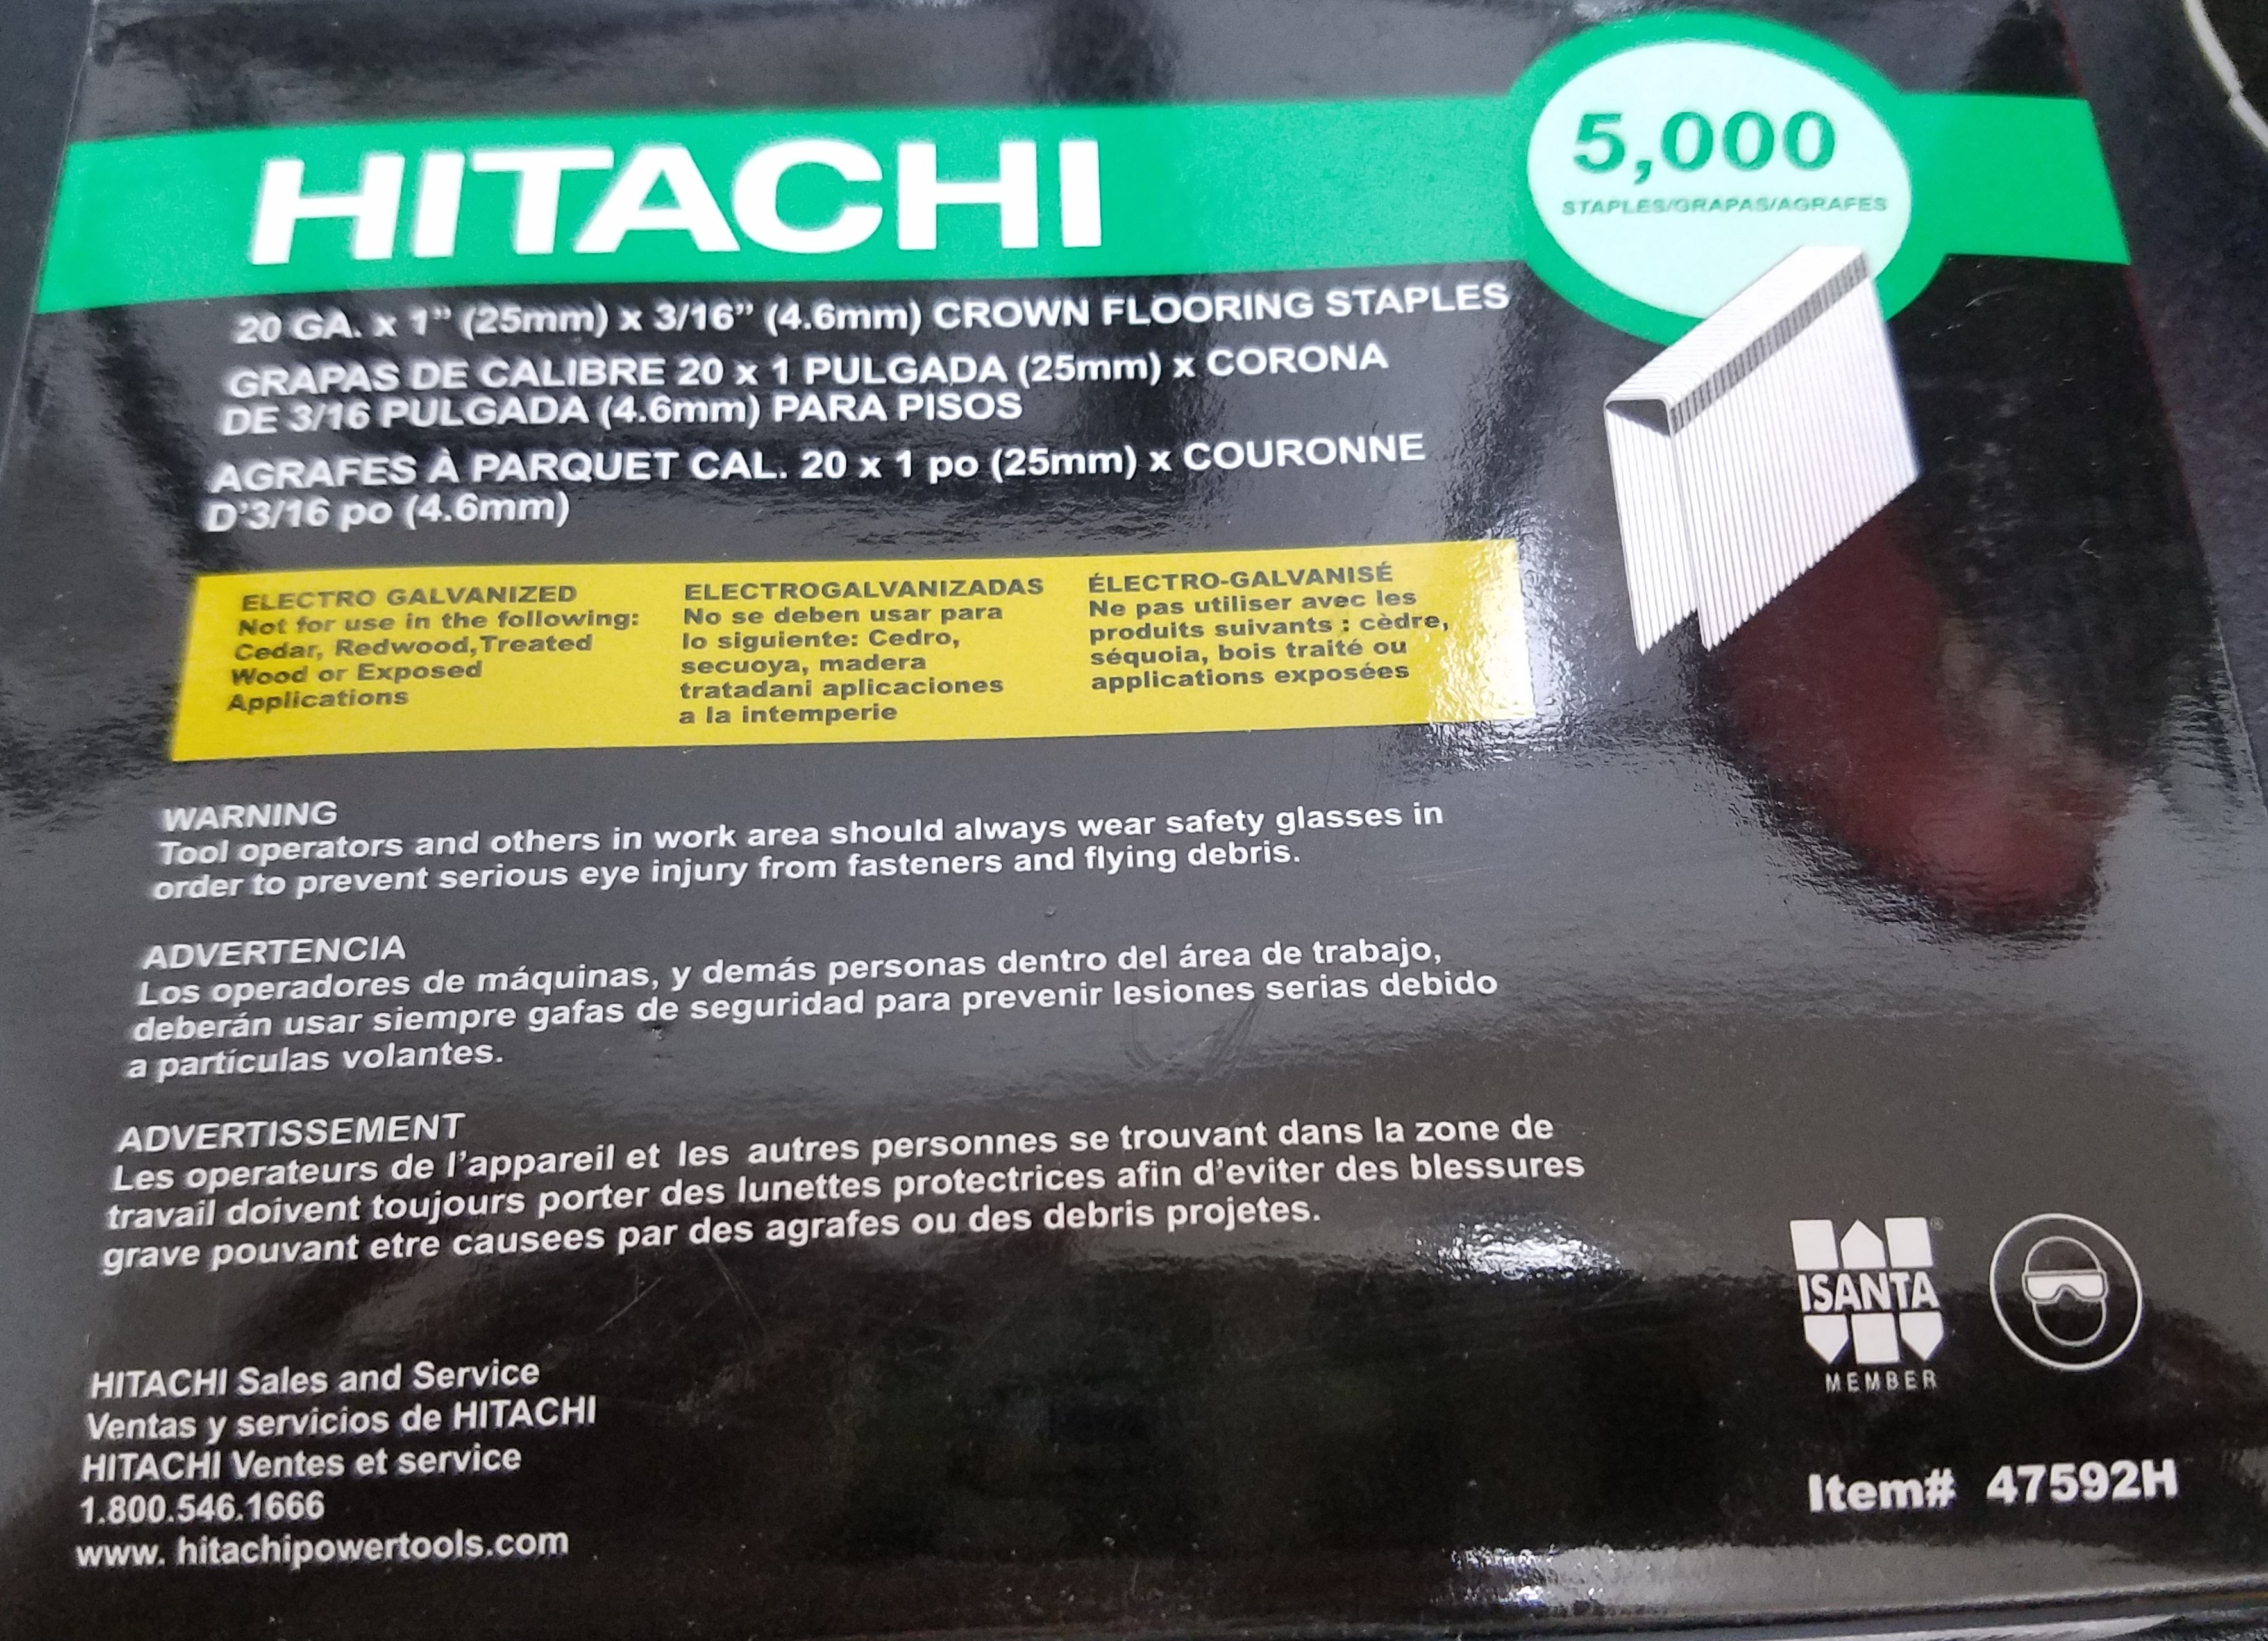 HITACHI
5,000
STAPLES/GRAPAS/AGRAFES
20 GA. x 1” (25mm) x 3/16” (4.6mm) CROWN FLOORING STAPLES
GRAPAS DE CALIBRE 20 x 1 PULGADA (25mm) x CORONA
DE 3/16 PULGADA (4.6mm) PARA PISOS
AGRAFES À PARQUET CAL. 20 x 1 po (25mm) x COURONNE
D’3/16 po (4.6mm)
ELECTRO GALVANIZED
Not for use in the following:
Cedar, Redwood,Treated
Wood or Exposed
Applications
ELECTROGALVANIZADAS
No se deben usar para
lo siguiente: Cedro,
secuoya, madera
tratadani aplicaciones
a la intemperie
ÉLECTRO-GALVANISÉ
Ne pas utiliser avec les
produits suivants : cèdre,
séquoia, bois traité ou
applications exposées
WARNING
Tool operators and others in work area should always wear safety glasses in
order to prevent serious eye injury from fasteners and flying debris.
ADVERTENCIA
Los operadores de máquinas, y demás personas dentro del área de trabajo,
deberán usar siempre gafas de seguridad para prevenir lesiones serias debido
a partículas volantes.
ADVERTISSEMENT
Les operateurs de l’appareil et les autres personnes se trouvant dans la zone de
travail doivent toujours porter des lunettes protectrices afin d’eviter des blessures
grave pouvant etre causees par des agrafes ou des debris projetes.
HITACHI Sales and Service
Ventas y servicios de HITACHI
HITACHI Ventes et service
1.800.546.1666
www. hitachipowertools.com
ISANTA®
MEMBER
Item# 47592H